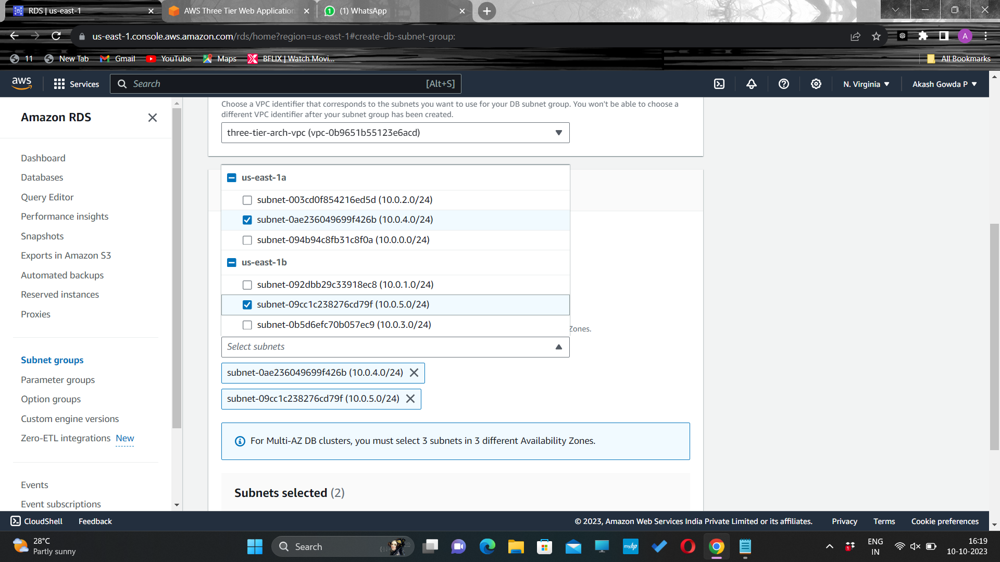 RDS | us-east-1
AWS Three Tier Web Application
(1) WhatsApp
us-east-1.console.aws.amazon.com/rds/home?region=us-east-1#create-db-subnet-group:
A
11
New Tab
Gmail
YouTube
Maps
BFLIX | Watch Movi...
All Bookmarks
aws
Services
Search
[Alt+S]
N. Virginia
Akash Gowda P
Amazon RDS
Dashboard
Databases
Query Editor
Performance insights
Snapshots
Exports in Amazon S3
Automated backups
Reserved instances
Proxies
Subnet groups
Parameter groups
Option groups
Custom engine versions
Zero-ETL integrations New
Events
Event subscriptions
Choose a VPC identifier that corresponds to the subnets you want to use for your DB subnet group. You won't be able to choose a
different VPC identifier after your subnet group has been created.
three-tier-arch-vpc (vpc-0b9651b55123e6acd)
us-east-1a
subnet-003cd0f854216ed5d (10.0.2.0/24)
subnet-0ae236049699f426b (10.0.4.0/24)
subnet-094b94c8fb31c8f0a (10.0.0.0/24)
us-east-1b
subnet-092dbb29c33918ec8 (10.0.1.0/24)
subnet-09cc1c238276cd79f (10.0.5.0/24)
subnet-0b5d6efc70b057ec9 (10.0.3.0/24)
Zones.
Select subnets
subnet-0ae236049699f426b (10.0.4.0/24)
subnet-09cc1c238276cd79f (10.0.5.0/24)
For Multi-AZ DB clusters, you must select 3 subnets in 3 different Availability Zones.
Subnets selected (2)
CloudShell
Feedback
© 2023, Amazon Web Services India Private Limited or its affiliates.
Privacy
Terms
Cookie preferences
28°C
Partly sunny
Search
myhp
1
ENG
IN
16:19
10-10-2023